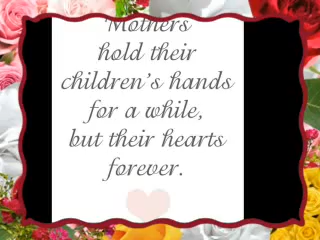 Mothers
hold their
children's hands
for a while,
but their hearts
forever.